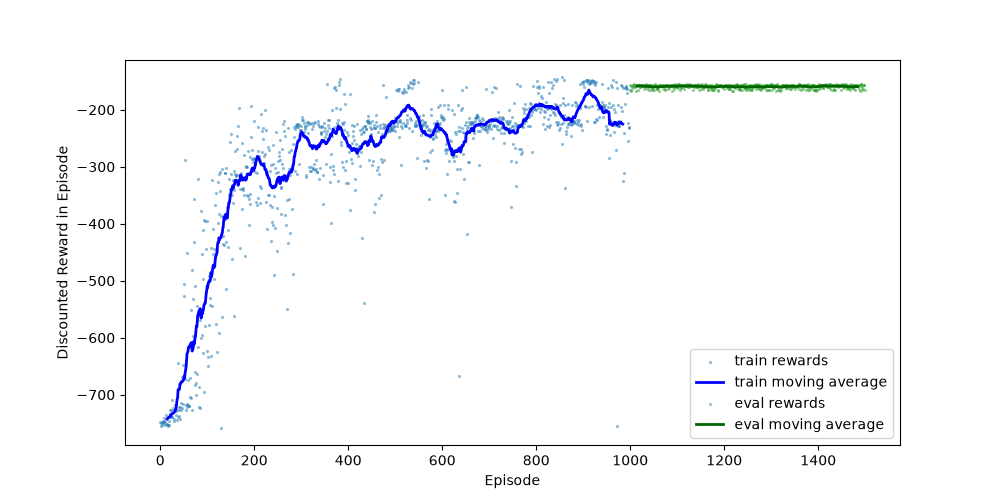 −200
−300
−400
−500
−600
−700
Discounted Reward in Episode
0
200
400
600
800
1000
1200
1400
Episode
train rewards
train moving average
eval rewards
eval moving average